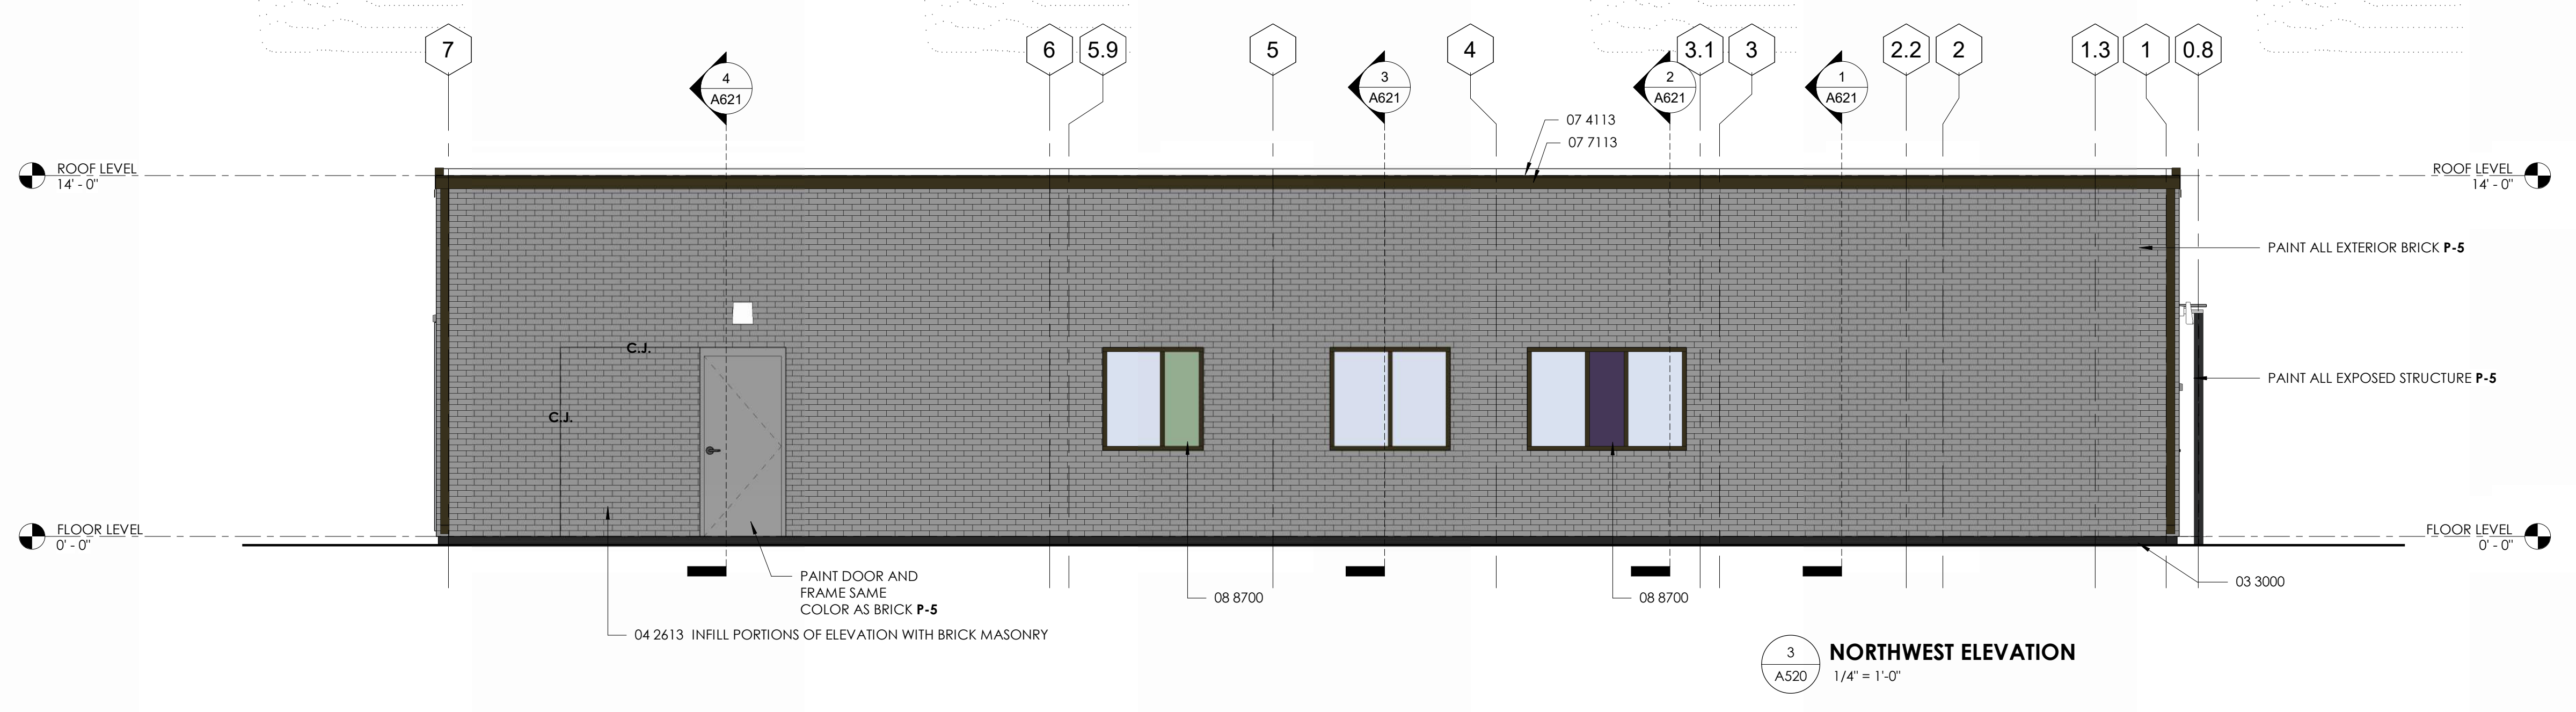 7
6
5.9
5
4
3.1
3
2.2
2
1.3
1
0.8
4
A621
3
A621
2
A621
1
A621
07 4113
07 7113
ROOF LEVEL
14' - 0"
ROOF LEVEL
14' - 0"
PAINT ALL EXTERIOR BRICK P-5
C.J.
C.J.
PAINT ALL EXPOSED STRUCTURE P-5
FLOOR LEVEL
0' - 0"
FLOOR LEVEL
0' - 0"
PAINT DOOR AND
FRAME SAME
COLOR AS BRICK P-5
08 8700
08 8700
03 3000
04 2613 INFILL PORTIONS OF ELEVATION WITH BRICK MASONRY
3
A520
NORTHWEST ELEVATION
1/4" = 1'-0"